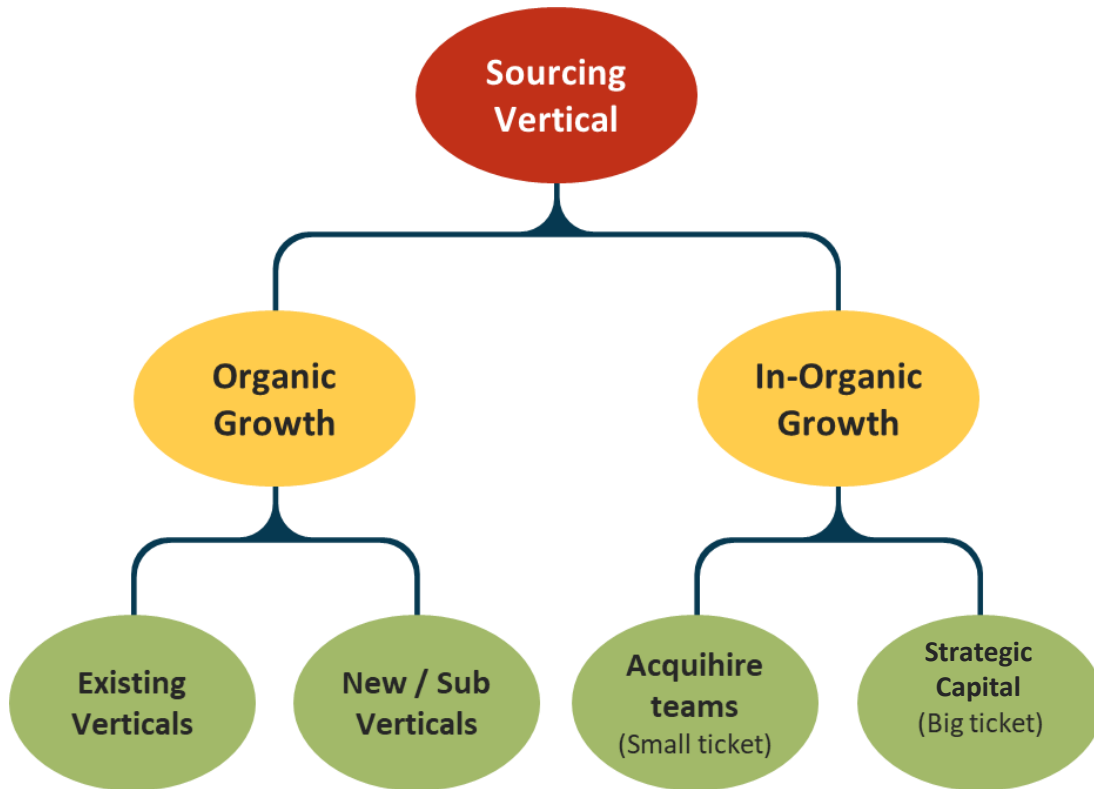 Sourcing
Vertical
Organic
Growth
In-Organic
Growth
Existing
Verticals
New / Sub
Verticals
Acquihire
teams
(Small ticket)
Strategic
Capital
(Big ticket)